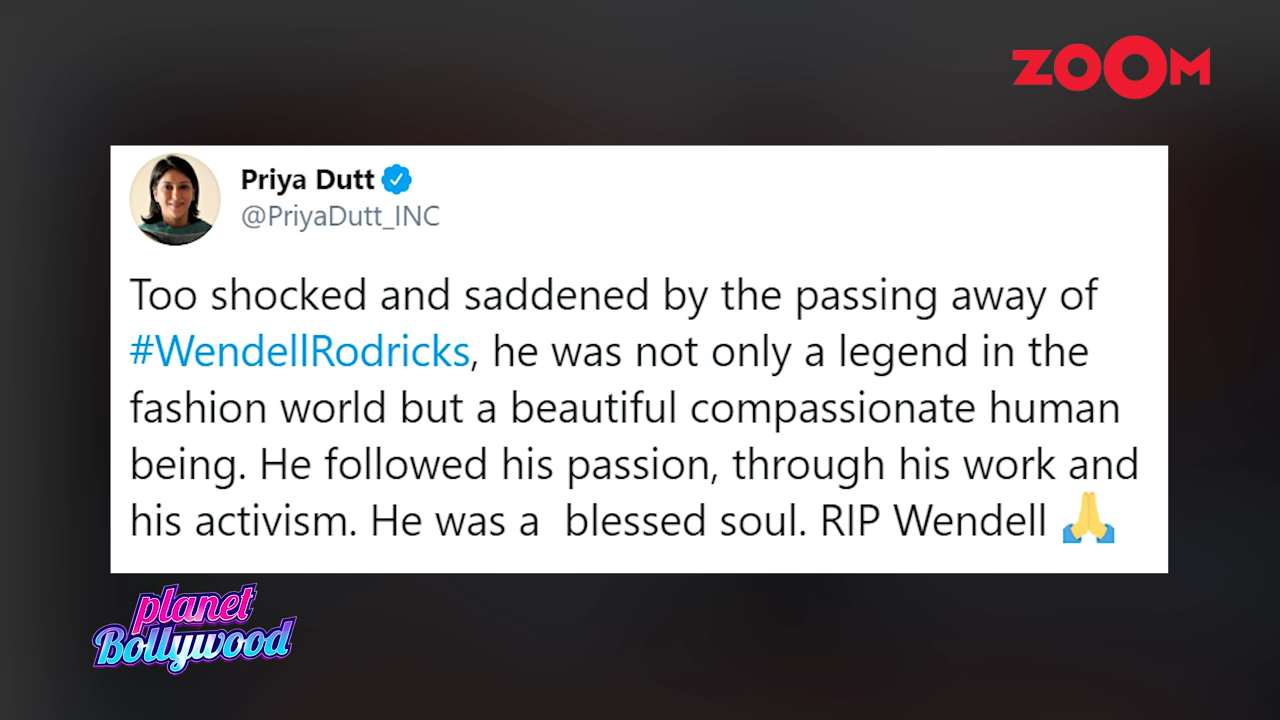 ZOOM
Priya Dutt
@PriyaDutt_INC
Too shocked and saddened by the passing away of
#WendellRodricks, he was not only a legend in the
fashion world but a beautiful compassionate human
being. He followed his passion, through his work and
his activism. He was a  blessed soul. RIP Wendell 🙏
planet
Bollywood